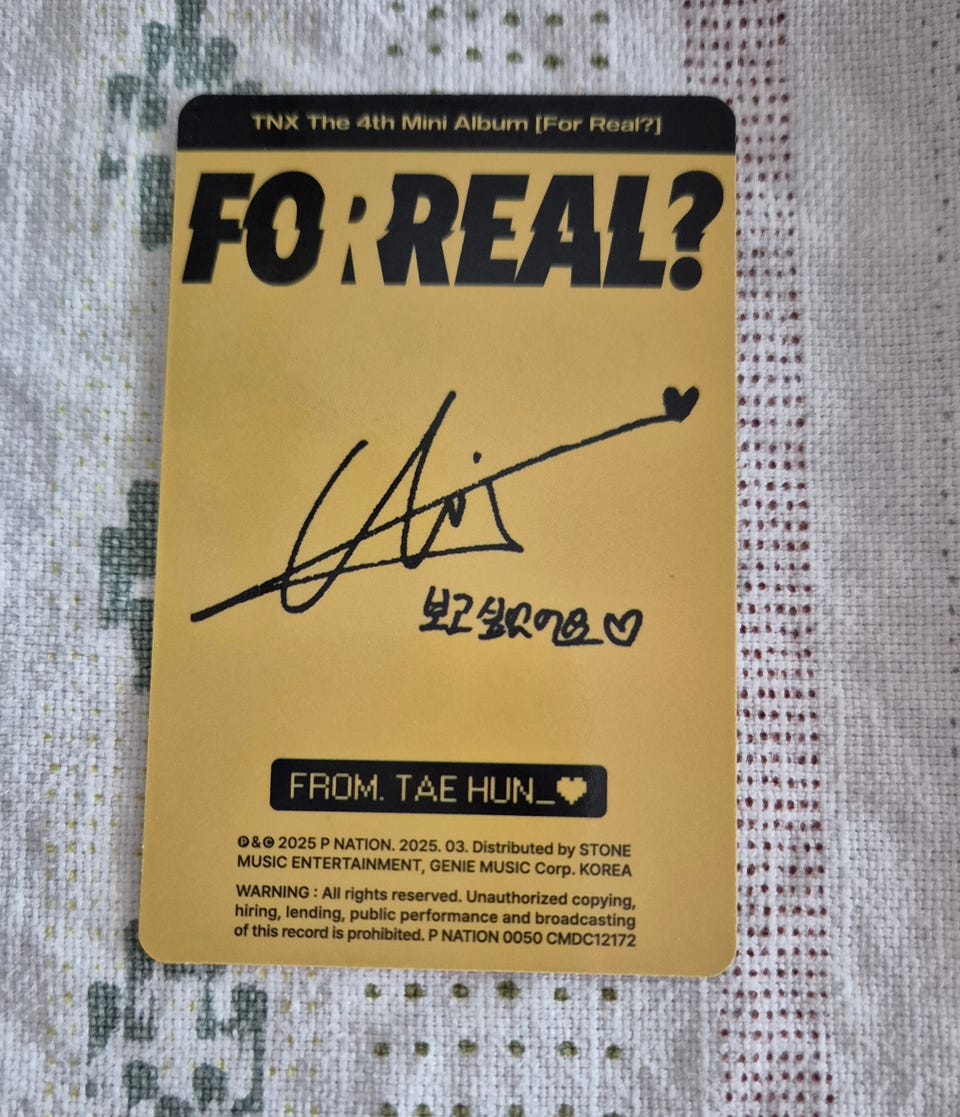 TNX The 4th Mini Album [For Real?]
FOR REAL?
보고 싶었어요♡
FROM. TAE HUN_♥
℗&© 2025 P NATION. 2025. 03. Distributed by STONE
MUSIC ENTERTAINMENT, GENIE MUSIC Corp. KOREA
WARNING : All rights reserved. Unauthorized copying,
hiring, lending, public performance and broadcasting
of this record is prohibited. P NATION 0050 CMDC12172